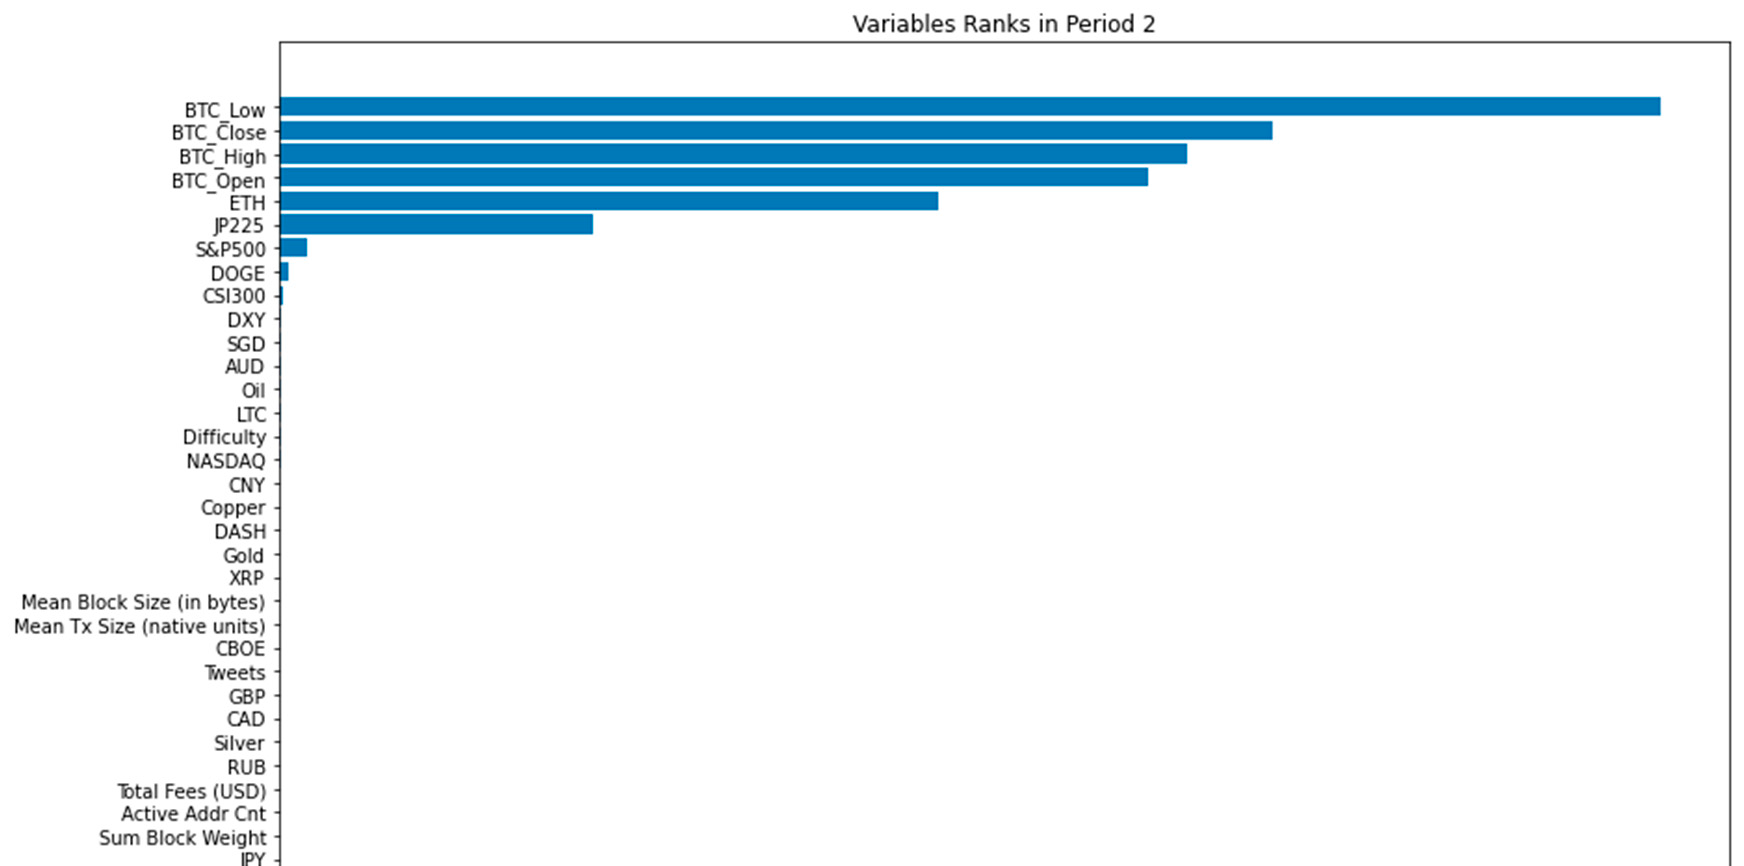 Variables Ranks in Period 2
BTC_Low
BTC_Close
BTC_High
BTC_Open
ETH
JP225
S&P500
DOGE
CSI300
DXY
SGD
AUD
Oil
LTC
Difficulty
NASDAQ
CNY
Copper
DASH
Gold
XRP
Mean Block Size (in bytes)
Mean Tx Size (native units)
CBOE
Tweets
GBP
CAD
Silver
RUB
Total Fees (USD)
Active Addr Cnt
Sum Block Weight
JPY